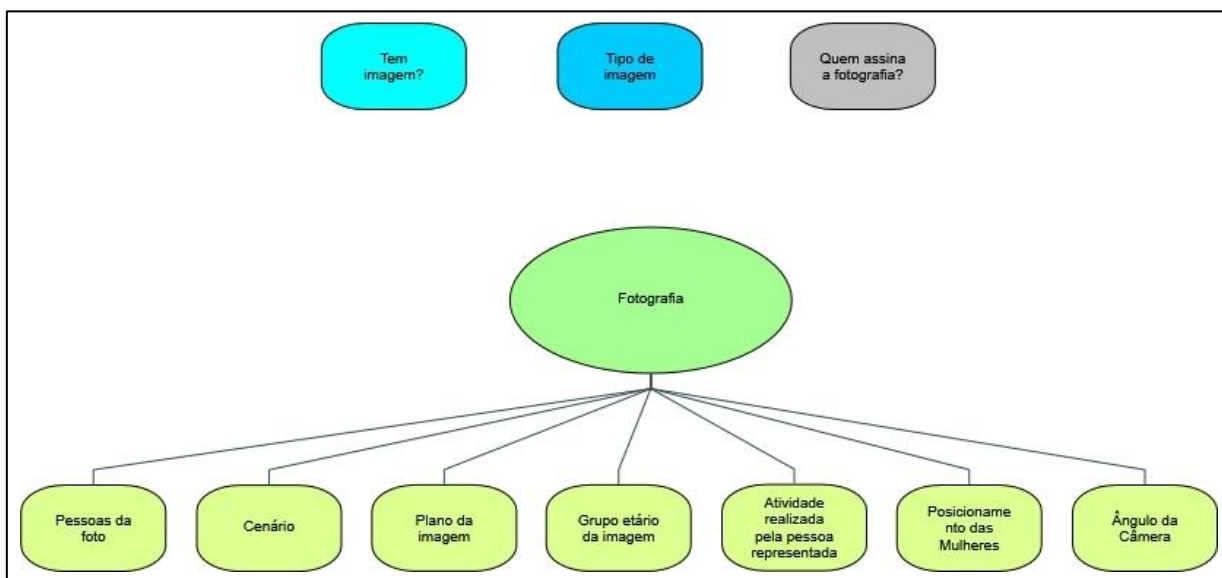 Tem
imagem?
Tipo de
imagem
Quem assina
a fotografia?
Fotografia
Pessoas da
foto
Cenário
Plano da
imagem
Grupo etário
da imagem
Atividade
realizada
pela pessoa
representada
Posicioname
nto das
Mulheres
Ângulo da
Câmera